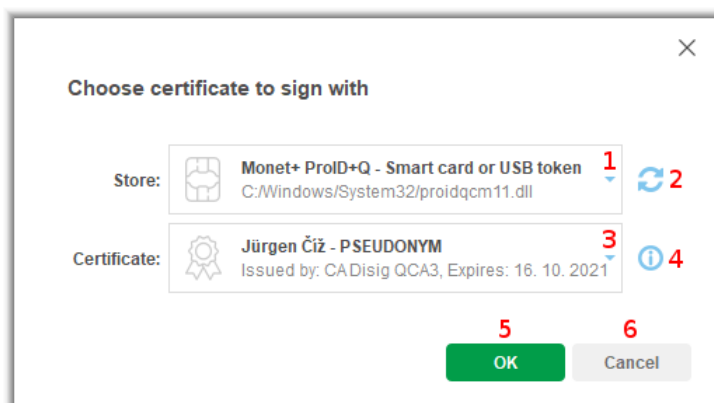 Choose certificate to sign with
Store:
Monet+ ProID+Q - Smart card or USB token
C:/Windows/System32/proidqcm11.dll
1
2
Certificate:
Jürgen Číž - PSEUDONYM
Issued by: CA Disig QCA3, Expires: 16. 10. 2021
3
4
5
6
OK
Cancel